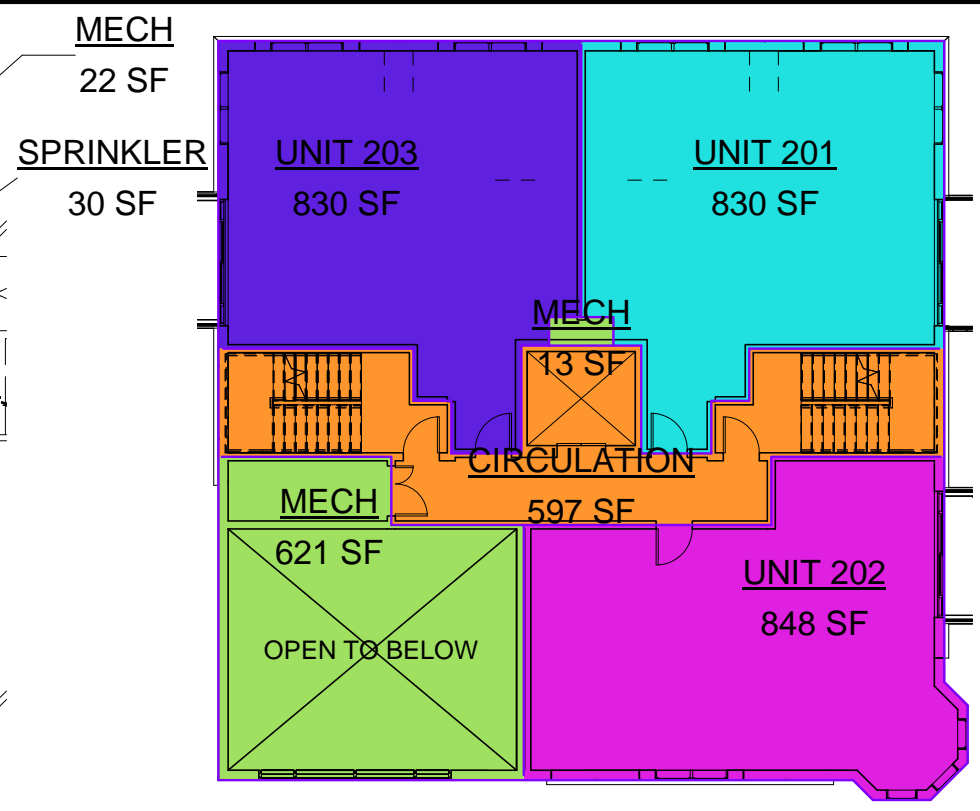 MECH
22 SF
SPRINKLER
30 SF
UNIT 203
830 SF
UNIT 201
830 SF
MECH
13 SF
CIRCULATION
597 SF
MECH
621 SF
OPEN TO BELOW
UNIT 202
848 SF